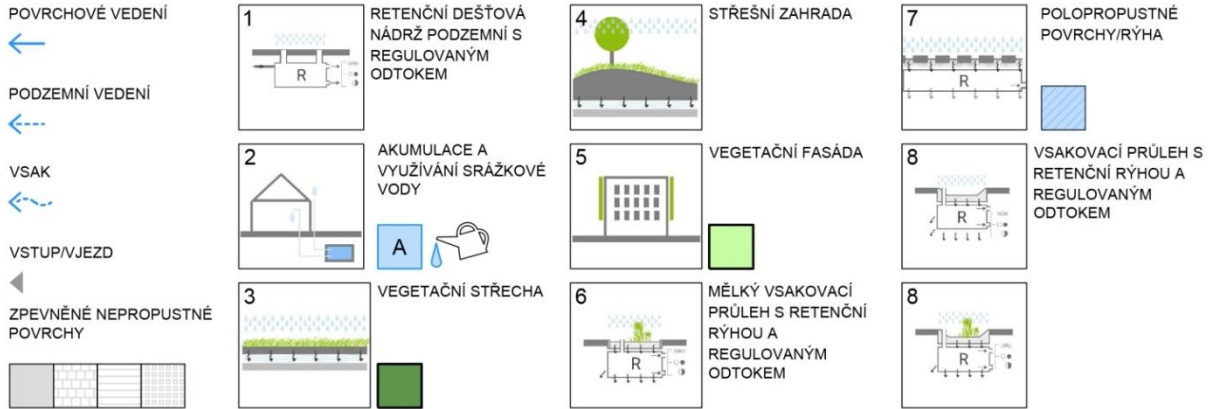 POVRCHOVÉ VEDENÍ
PODZEMNÍ VEDENÍ
VSAK
VSTUP/VJEZD
ZPEVNĚNÉ NEPROPUSTNÉ
POVRCHY
1
R
RETENČNÍ DEŠŤOVÁ
NÁDRŽ PODZEMNÍ S
REGULOVANÝM
ODTOKEM
2
AKUMULACE A
VYUŽÍVÁNÍ SRÁŽKOVÉ
VODY
A
3
VEGETAČNÍ STŘECHA
4
STŘEŠNÍ ZAHRADA
5
VEGETAČNÍ FASÁDA
6
R
MĚLKÝ VSAKOVACÍ
PRŮLEH S RETENČNÍ
RÝHOU A
REGULOVANÝM
ODTOKEM
7
R
POLOPROPUSTNÉ
POVRCHY/RÝHA
8
R
VSAKOVACÍ PRŮLEH S
RETENČNÍ RÝHOU A
REGULOVANÝM
ODTOKEM
8
R